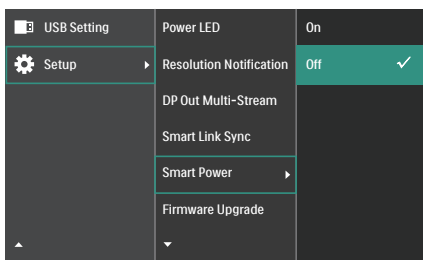 USB Setting
Setup
Power LED
Resolution Notification
DP Out Multi-Stream
Smart Link Sync
Smart Power
Firmware Upgrade
On
Off